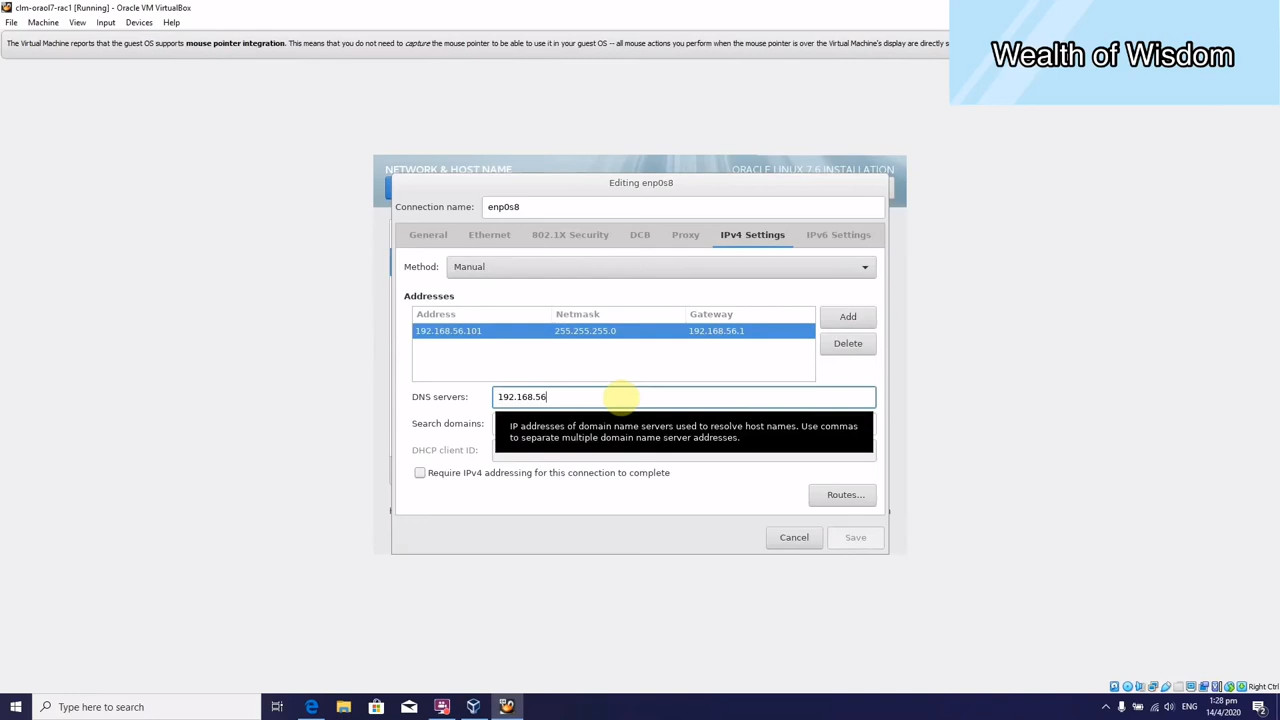 clm-oraol7-rac1 [Running] - Oracle VM VirtualBox
File Machine View Input Devices Help
The Virtual Machine reports that the guest OS supports mouse pointer integration. This means that you do not need to capture the mouse pointer to be able to use it in your guest OS -- all mouse actions you perform when the mouse pointer is over the Virtual Machine's display are directly s
Wealth of Wisdom
NETWORK & HOST NAME ORACLE LINUX 7.6 INSTALLATION
Editing enp0s8
Connection name: enp0s8
General Ethernet 802.1X Security DCB Proxy IPv4 Settings IPv6 Settings
Method: Manual
Addresses
Address Netmask Gateway
192.168.56.101 255.255.255.0 192.168.56.1
Add
Delete
DNS servers: 192.168.56
Search domains:
IP addresses of domain name servers used to resolve host names. Use commas
to separate multiple domain name server addresses.
DHCP client ID:
Require IPv4 addressing for this connection to complete
Routes...
Cancel Save
Right Ctrl
Type here to search
ENG
1:28 pm
14/4/2020
2